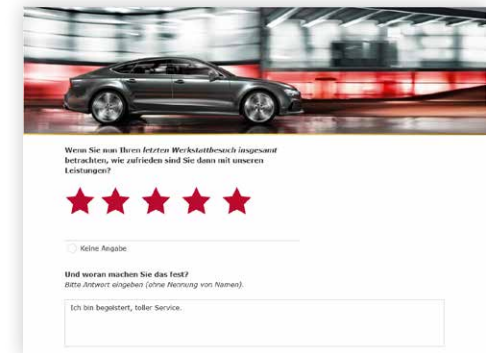 Wenn Sie nun Ihren letzten Werkstattbesuch insgesamt
betrachten, wie zufrieden sind Sie dann mit unseren
Leistungen?
Keine Angabe
Und woran machen Sie das fest?
Bitte Antwort eingeben (ohne Nennung von Namen).
Ich bin begeistert, toller Service.